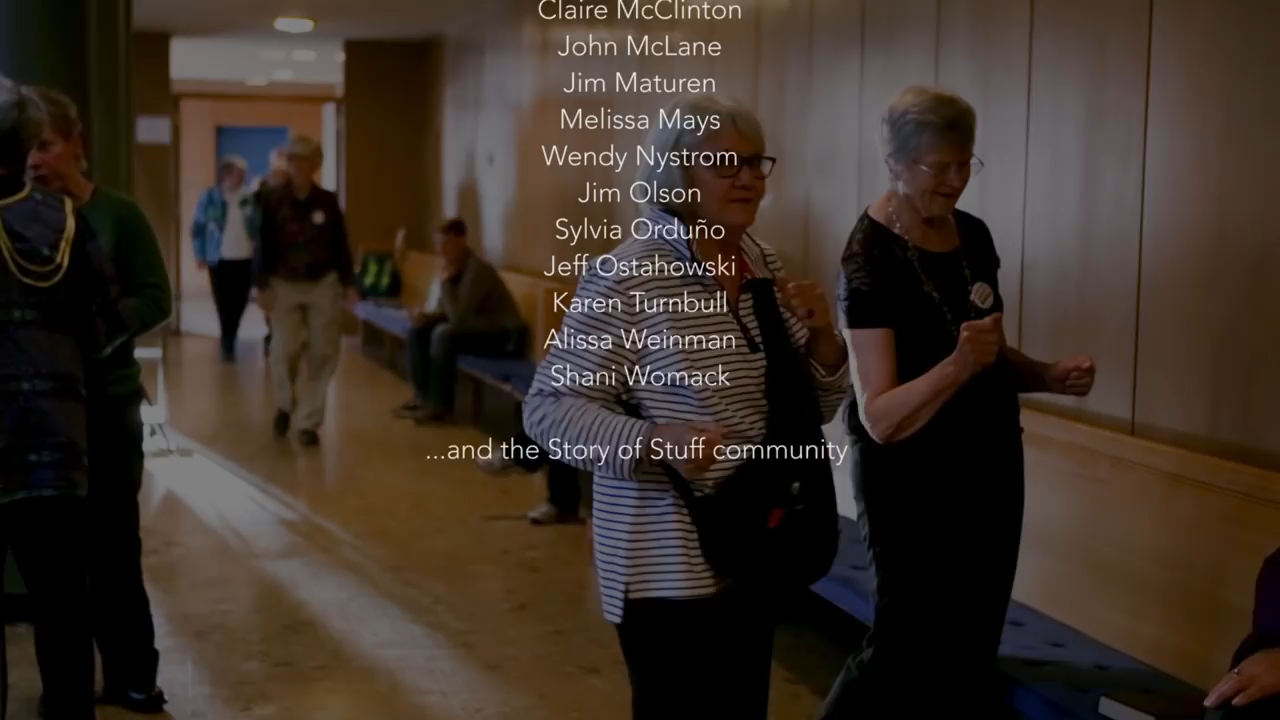 Claire McClinton
John McLane
Jim Maturen
Melissa Mays
Wendy Nystrom
Jim Olson
Sylvia Orduño
Jeff Ostahowski
Karen Turnbull
Alissa Weinman
Shani Womack
...and the Story of Stuff community